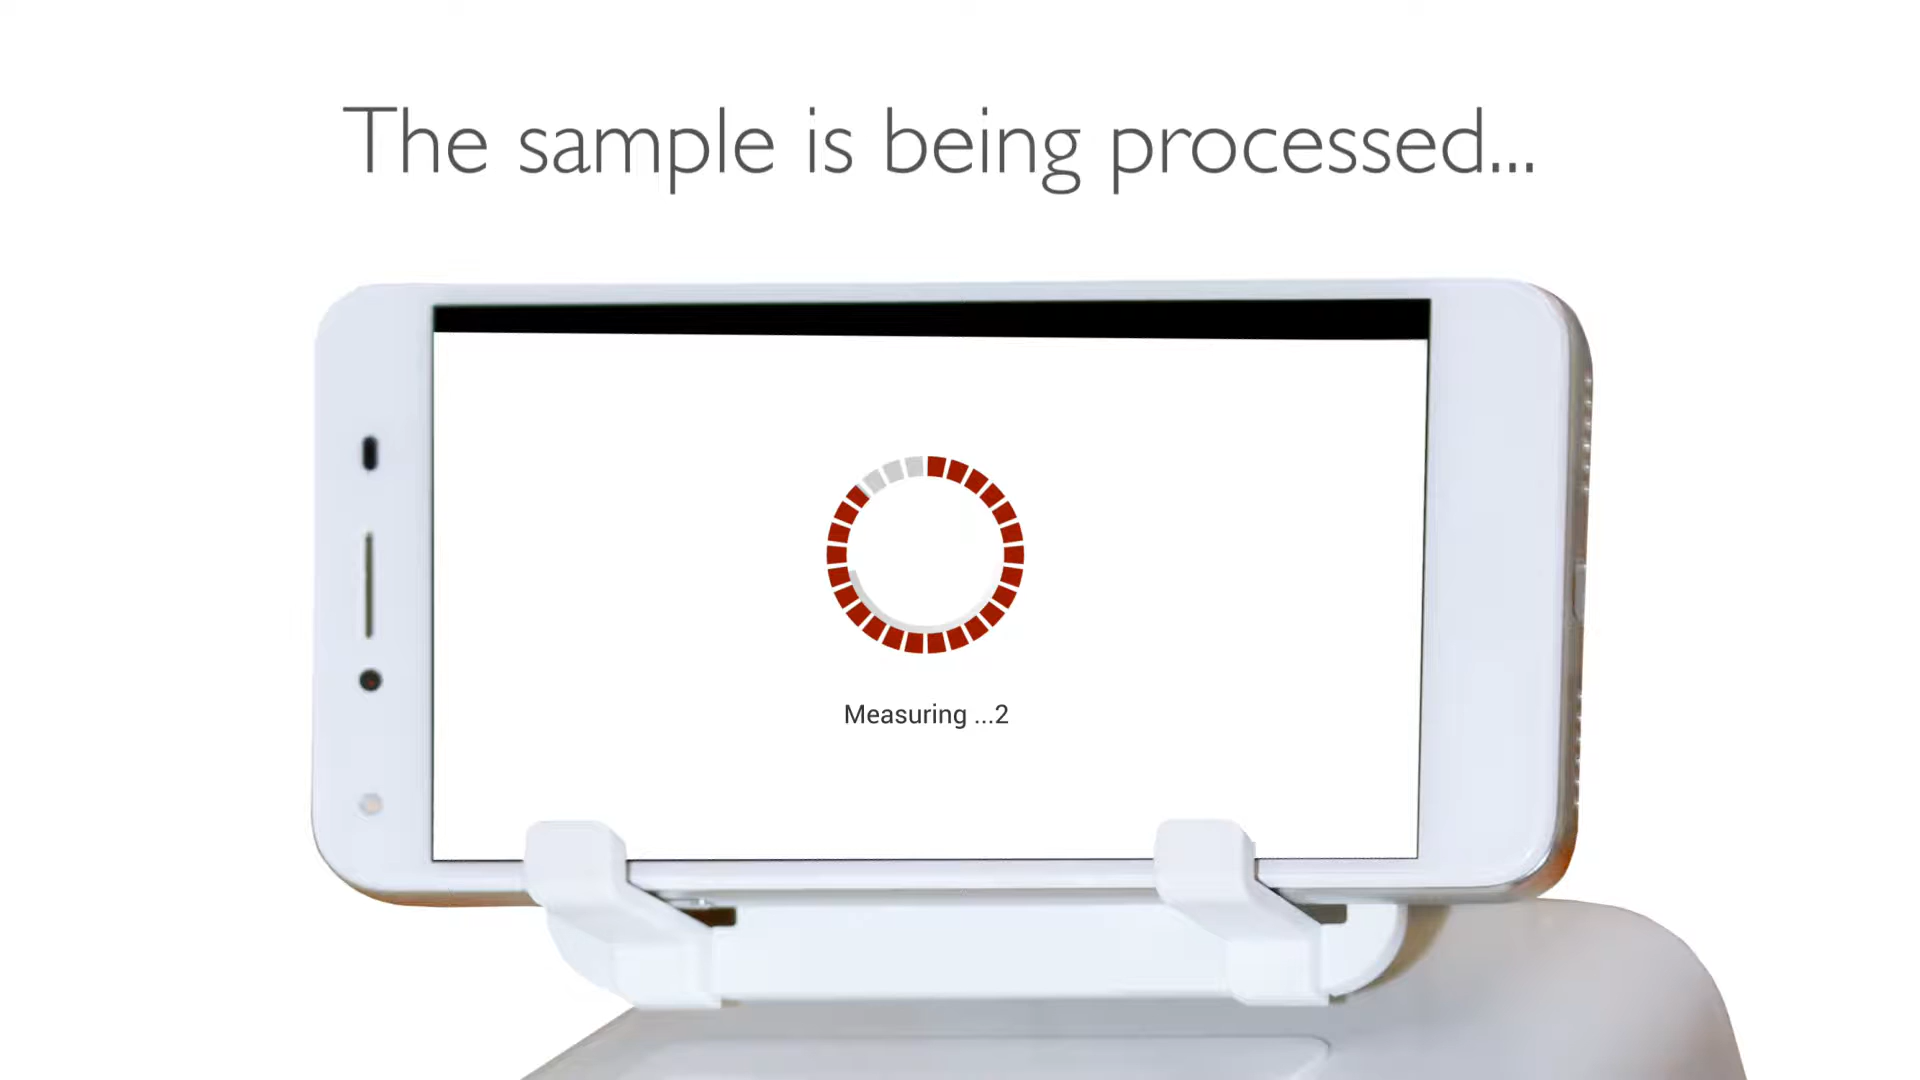 The sample is being processed...
Measuring ...2